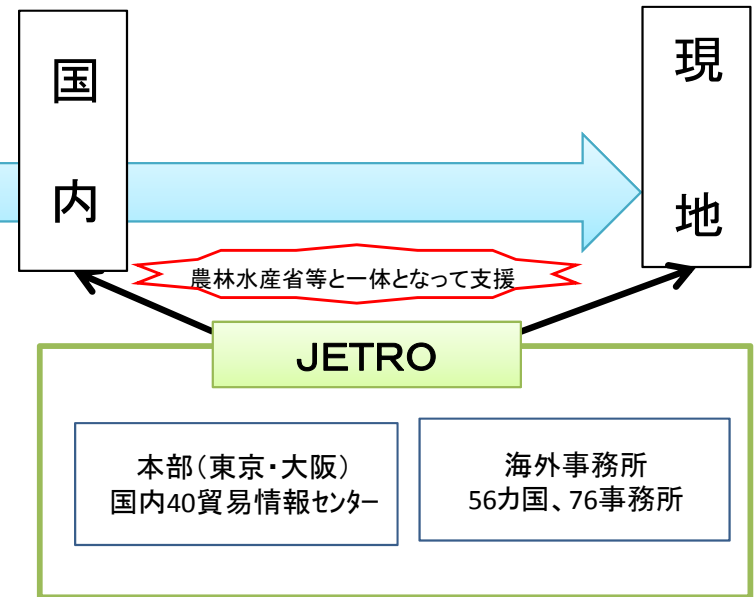 国内
現地
農林水産省等と一体となって支援
JETRO
本部（東京・大阪）
国内40貿易情報センター
海外事務所
56カ国、76事務所